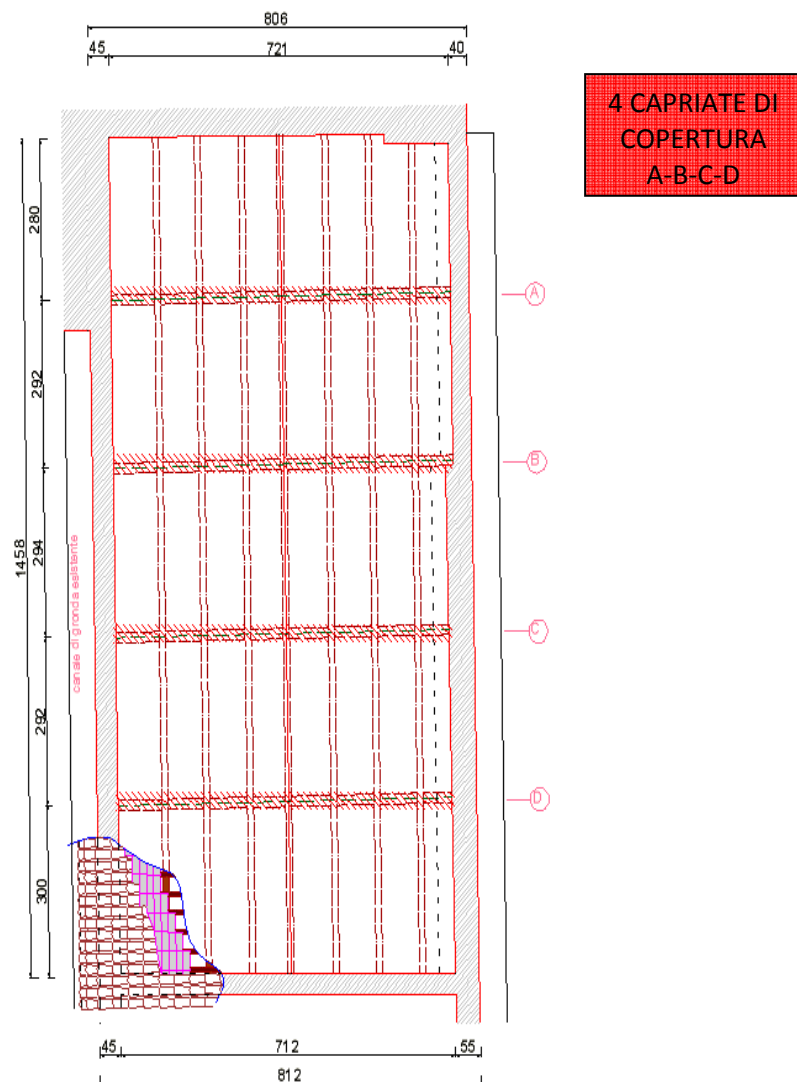 806
45 721 40
4 CAPRIATE DI
COPERTURA
A-B-C-D
280
A
292
B
1458
294
canale di gronda esistente
C
292
D
300
45 712 55
812